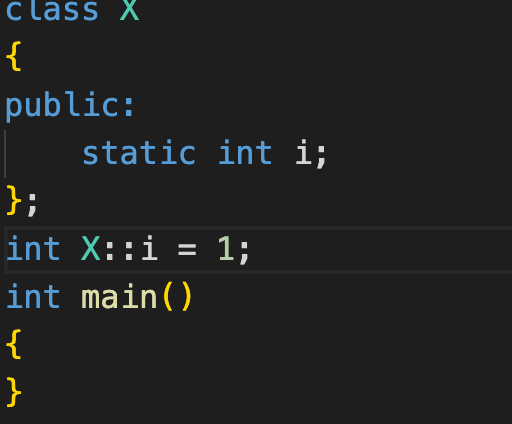 class X
{
public:
    static int i;
};
int X::i = 1;
int main()
{
}